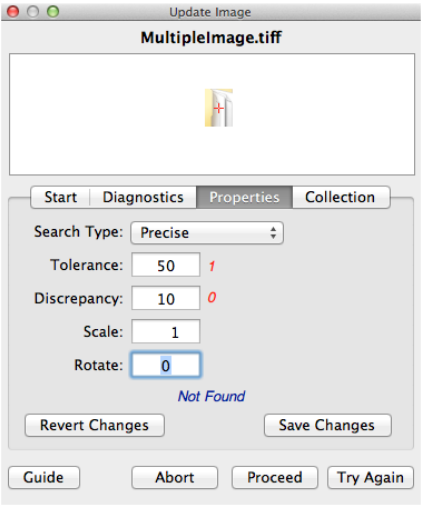 Update Image
MultipleImage.tiff
Start Diagnostics Properties Collection
Search Type: Precise
Tolerance: 50 1
Discrepancy: 10 0
Scale: 1
Rotate: 0
Not Found
Revert Changes Save Changes
Guide Abort Proceed Try Again